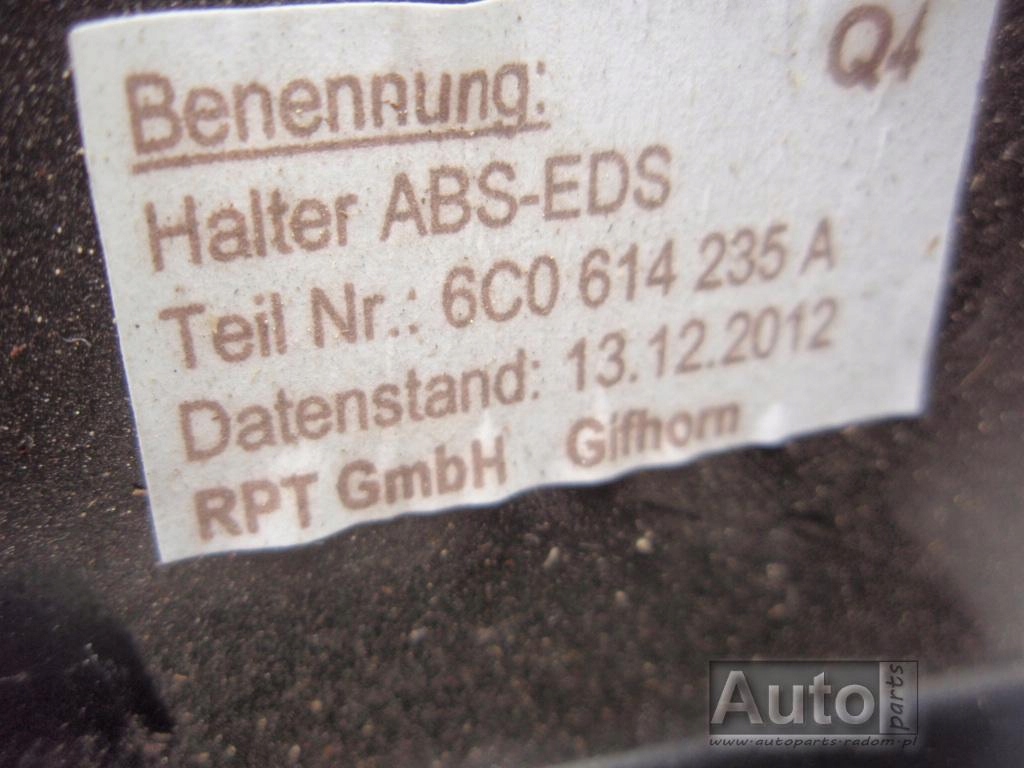 Benennung: Q4
Halter ABS-EDS
Teil Nr.: 6C0 614 235 A
Datenstand: 13.12.2012
RPT GmbH Gifhorn
Auto parts
www.autoparts-radom.pl